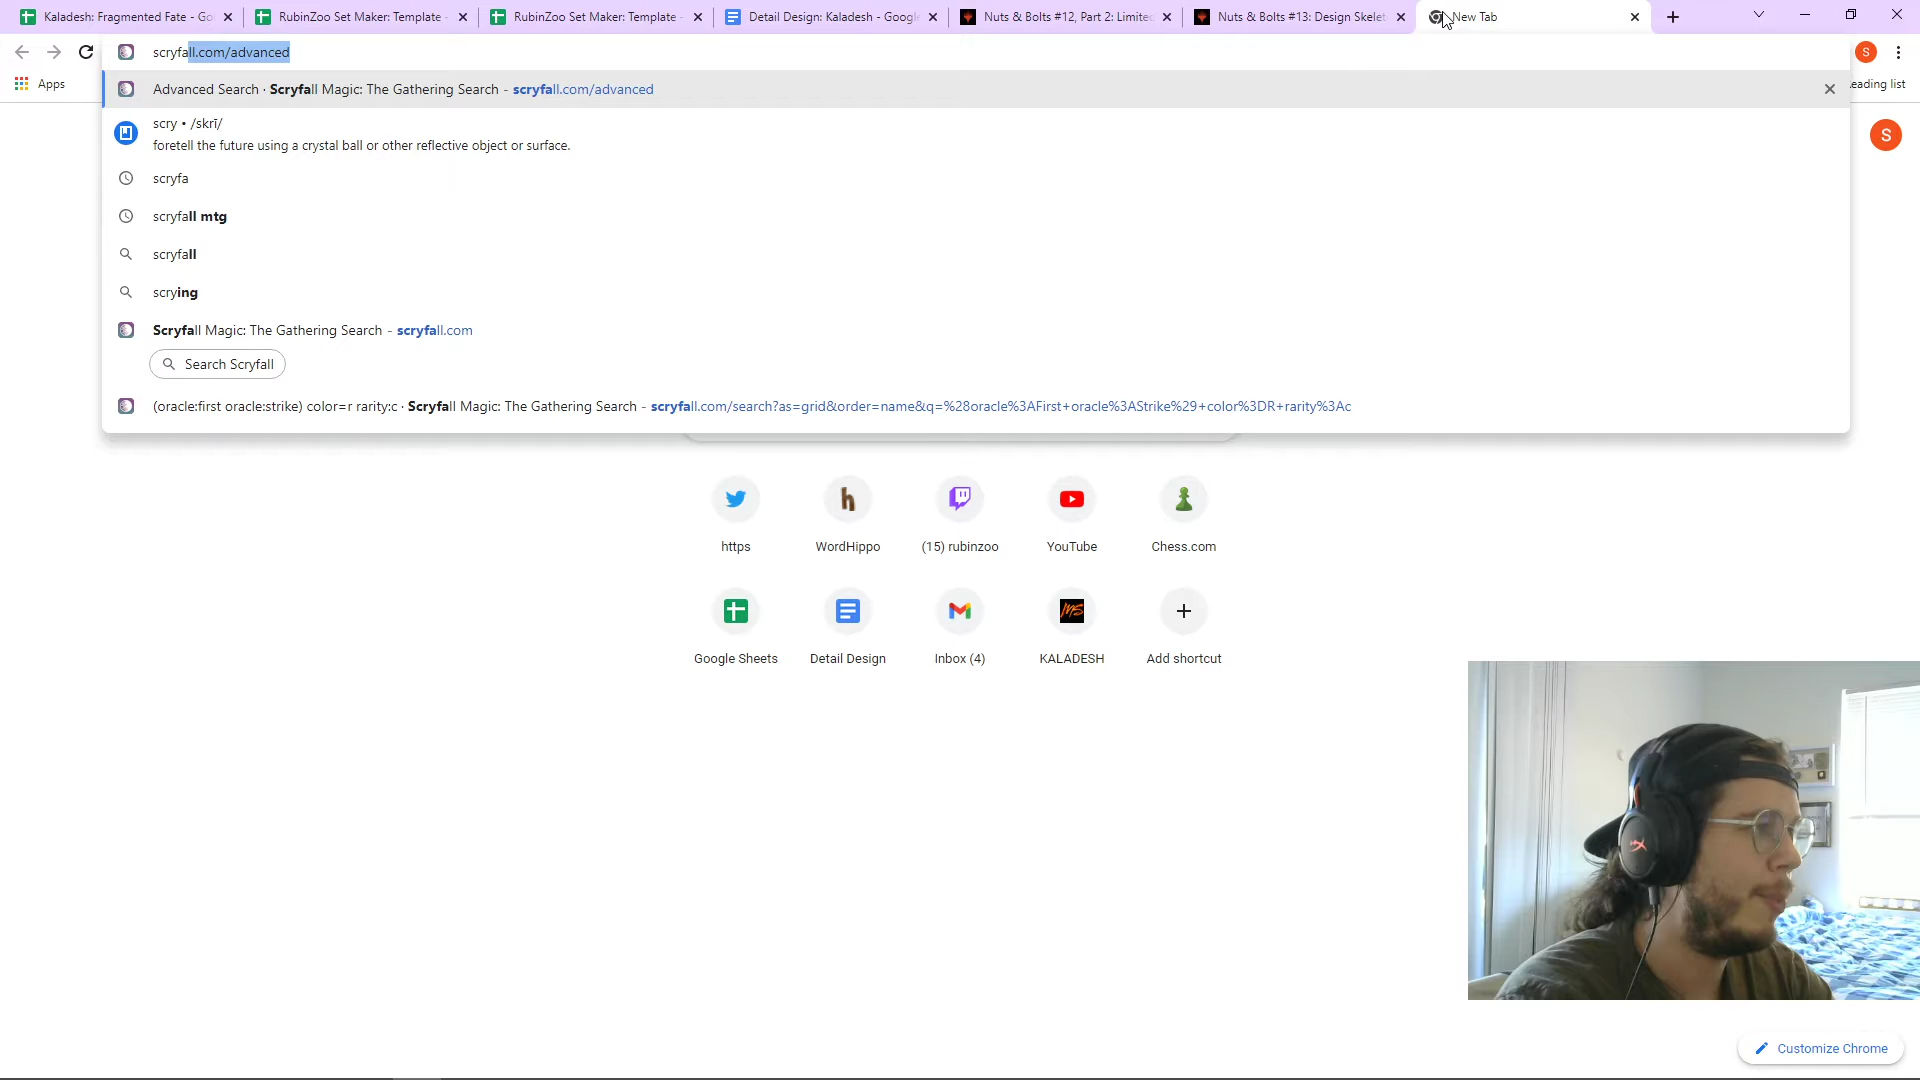 Kaladesh: Fragmented Fate - Go
RubinZoo Set Maker: Template -
RubinZoo Set Maker: Template -
Detail Design: Kaladesh - Google
Nuts & Bolts #12, Part 2: Limited
Nuts & Bolts #13: Design Skelet
New Tab
scryfall.com/advanced
S
Apps
Advanced Search · Scryfall Magic: The Gathering Search - scryfall.com/advanced
eading list
scry • /skrī/
foretell the future using a crystal ball or other reflective object or surface.
S
scryfa
scryfall mtg
scryfall
scrying
Scryfall Magic: The Gathering Search - scryfall.com
Search Scryfall
(oracle:first oracle:strike) color=r rarity:c · Scryfall Magic: The Gathering Search - scryfall.com/search?as=grid&order=name&q=%28oracle%3AFirst+oracle%3AStrike%29+color%3DR+rarity%3Ac
https
WordHippo
(15) rubinzoo
YouTube
Chess.com
MS
Google Sheets
Detail Design
Inbox (4)
KALADESH
Add shortcut
Customize Chrome